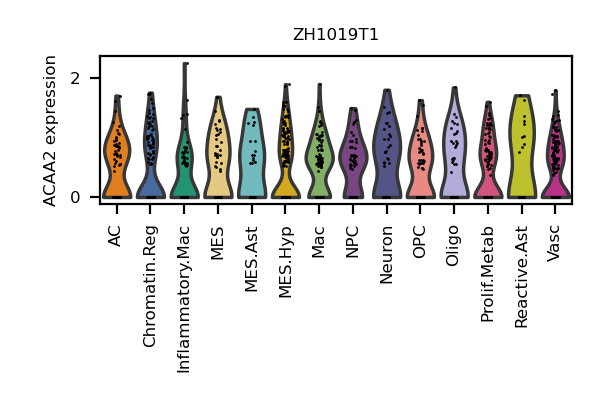 ZH1019T1
ACAA2 expression
2
0
AC
Chromatin.Reg
Inflammatory.Mac
MES
MES.Ast
MES.Hyp
Mac
NPC
Neuron
OPC
Oligo
Prolif.Metab
Reactive.Ast
Vasc